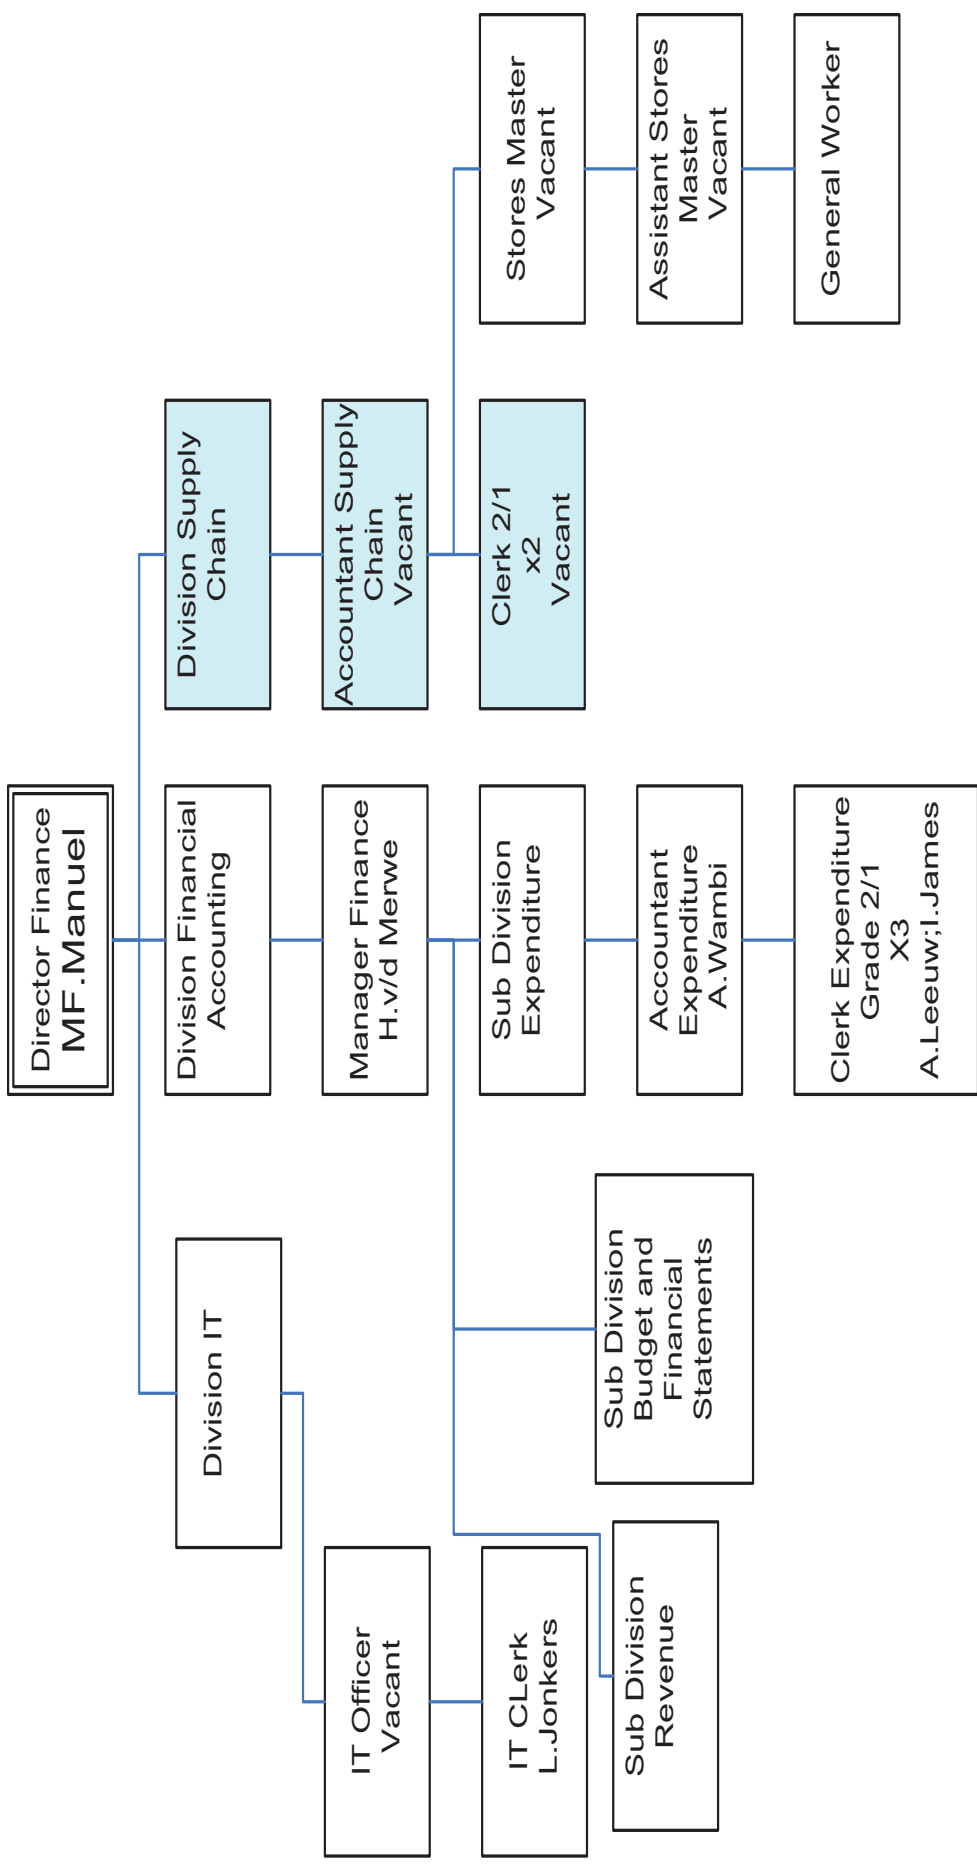 Director Finance
MF.Manuel
Division IT
Division Financial
Accounting
Division Supply
Chain
IT Officer
Vacant
Manager Finance
H.v/d Merwe
Accountant Supply
Chain
Vacant
IT CLerk
L.Jonkers
Sub Division
Expenditure
Clerk 2/1
x2
Vacant
Stores Master
Vacant
Sub Division
Revenue
Sub Division
Budget and
Financial
Statements
Accountant
Expenditure
A.Wambi
Assistant Stores
Master
Vacant
Clerk Expenditure
Grade 2/1
X3
A.Leeuw;I.James
General Worker